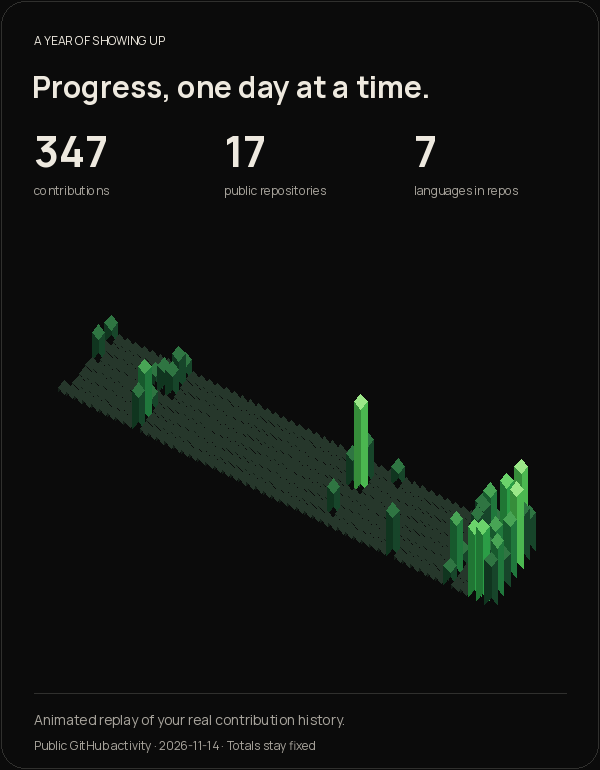 A YEAR OF SHOWING UP
Progress, one day at a time.
347 17 7
contributions public repositories languages in repos
Animated replay of your real contribution history.
Public GitHub activity · 2026-11-14 · Totals stay fixed